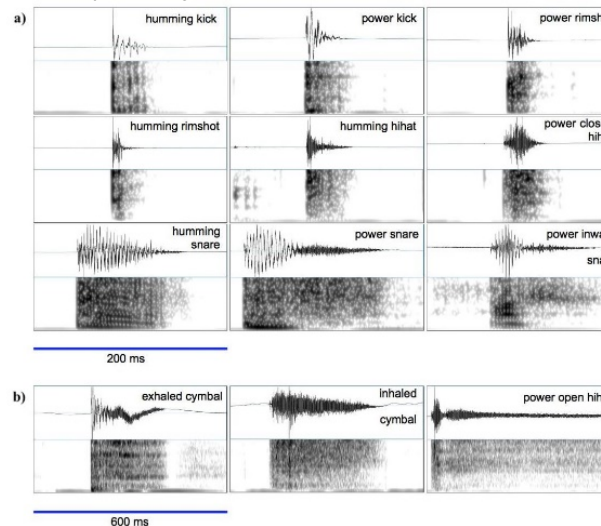 a)
humming kick
power kick
power rimsh
humming rimshot
humming hihat
power clos
hih
humming
snare
power snare
power inwa
sna
200 ms
b)
exhaled cymbal
inhaled
cymbal
power open hih
600 ms